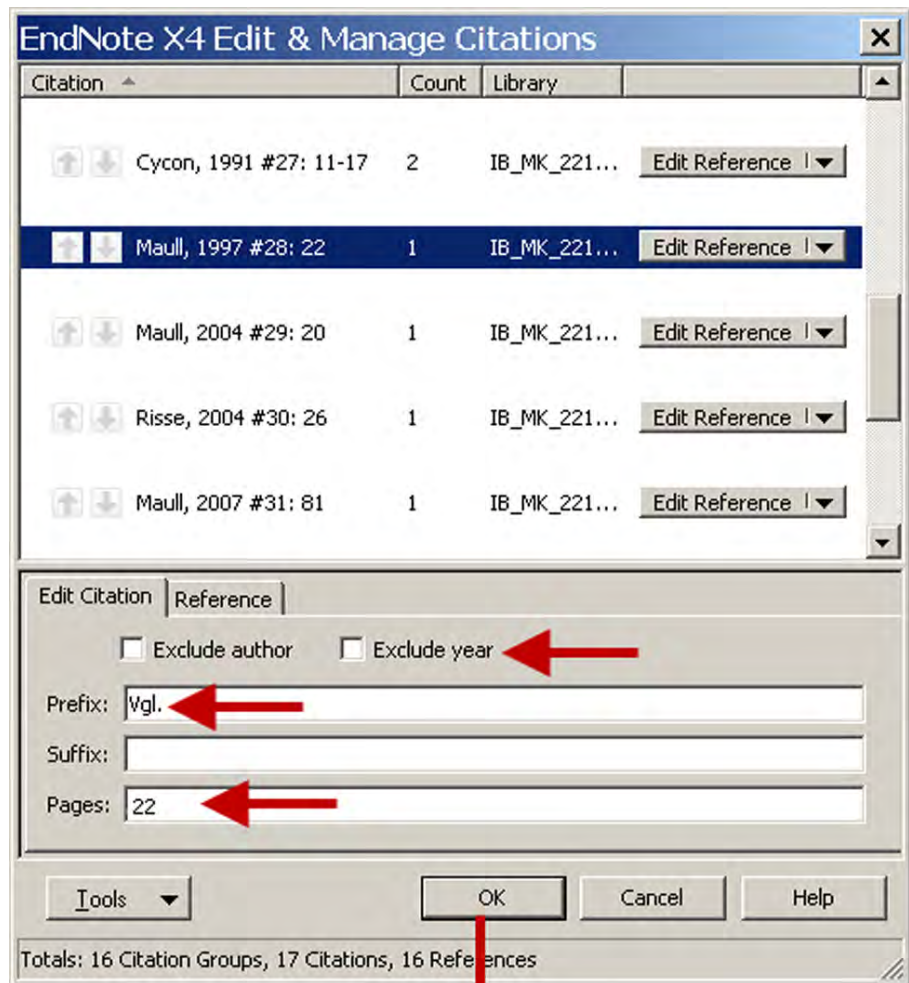 EndNote X4 Edit & Manage Citations
Citation Count Library
Cycon, 1991 #27: 11-17 2 IB_MK_221... Edit Reference
Maull, 1997 #28: 22 1 IB_MK_221... Edit Reference
Maull, 2004 #29: 20 1 IB_MK_221... Edit Reference
Risse, 2004 #30: 26 1 IB_MK_221... Edit Reference
Maull, 2007 #31: 81 1 IB_MK_221... Edit Reference
Edit Citation Reference
Exclude author Exclude year
Prefix: Vgl.
Suffix:
Pages: 22
Tools OK Cancel Help
Totals: 16 Citation Groups, 17 Citations, 16 References